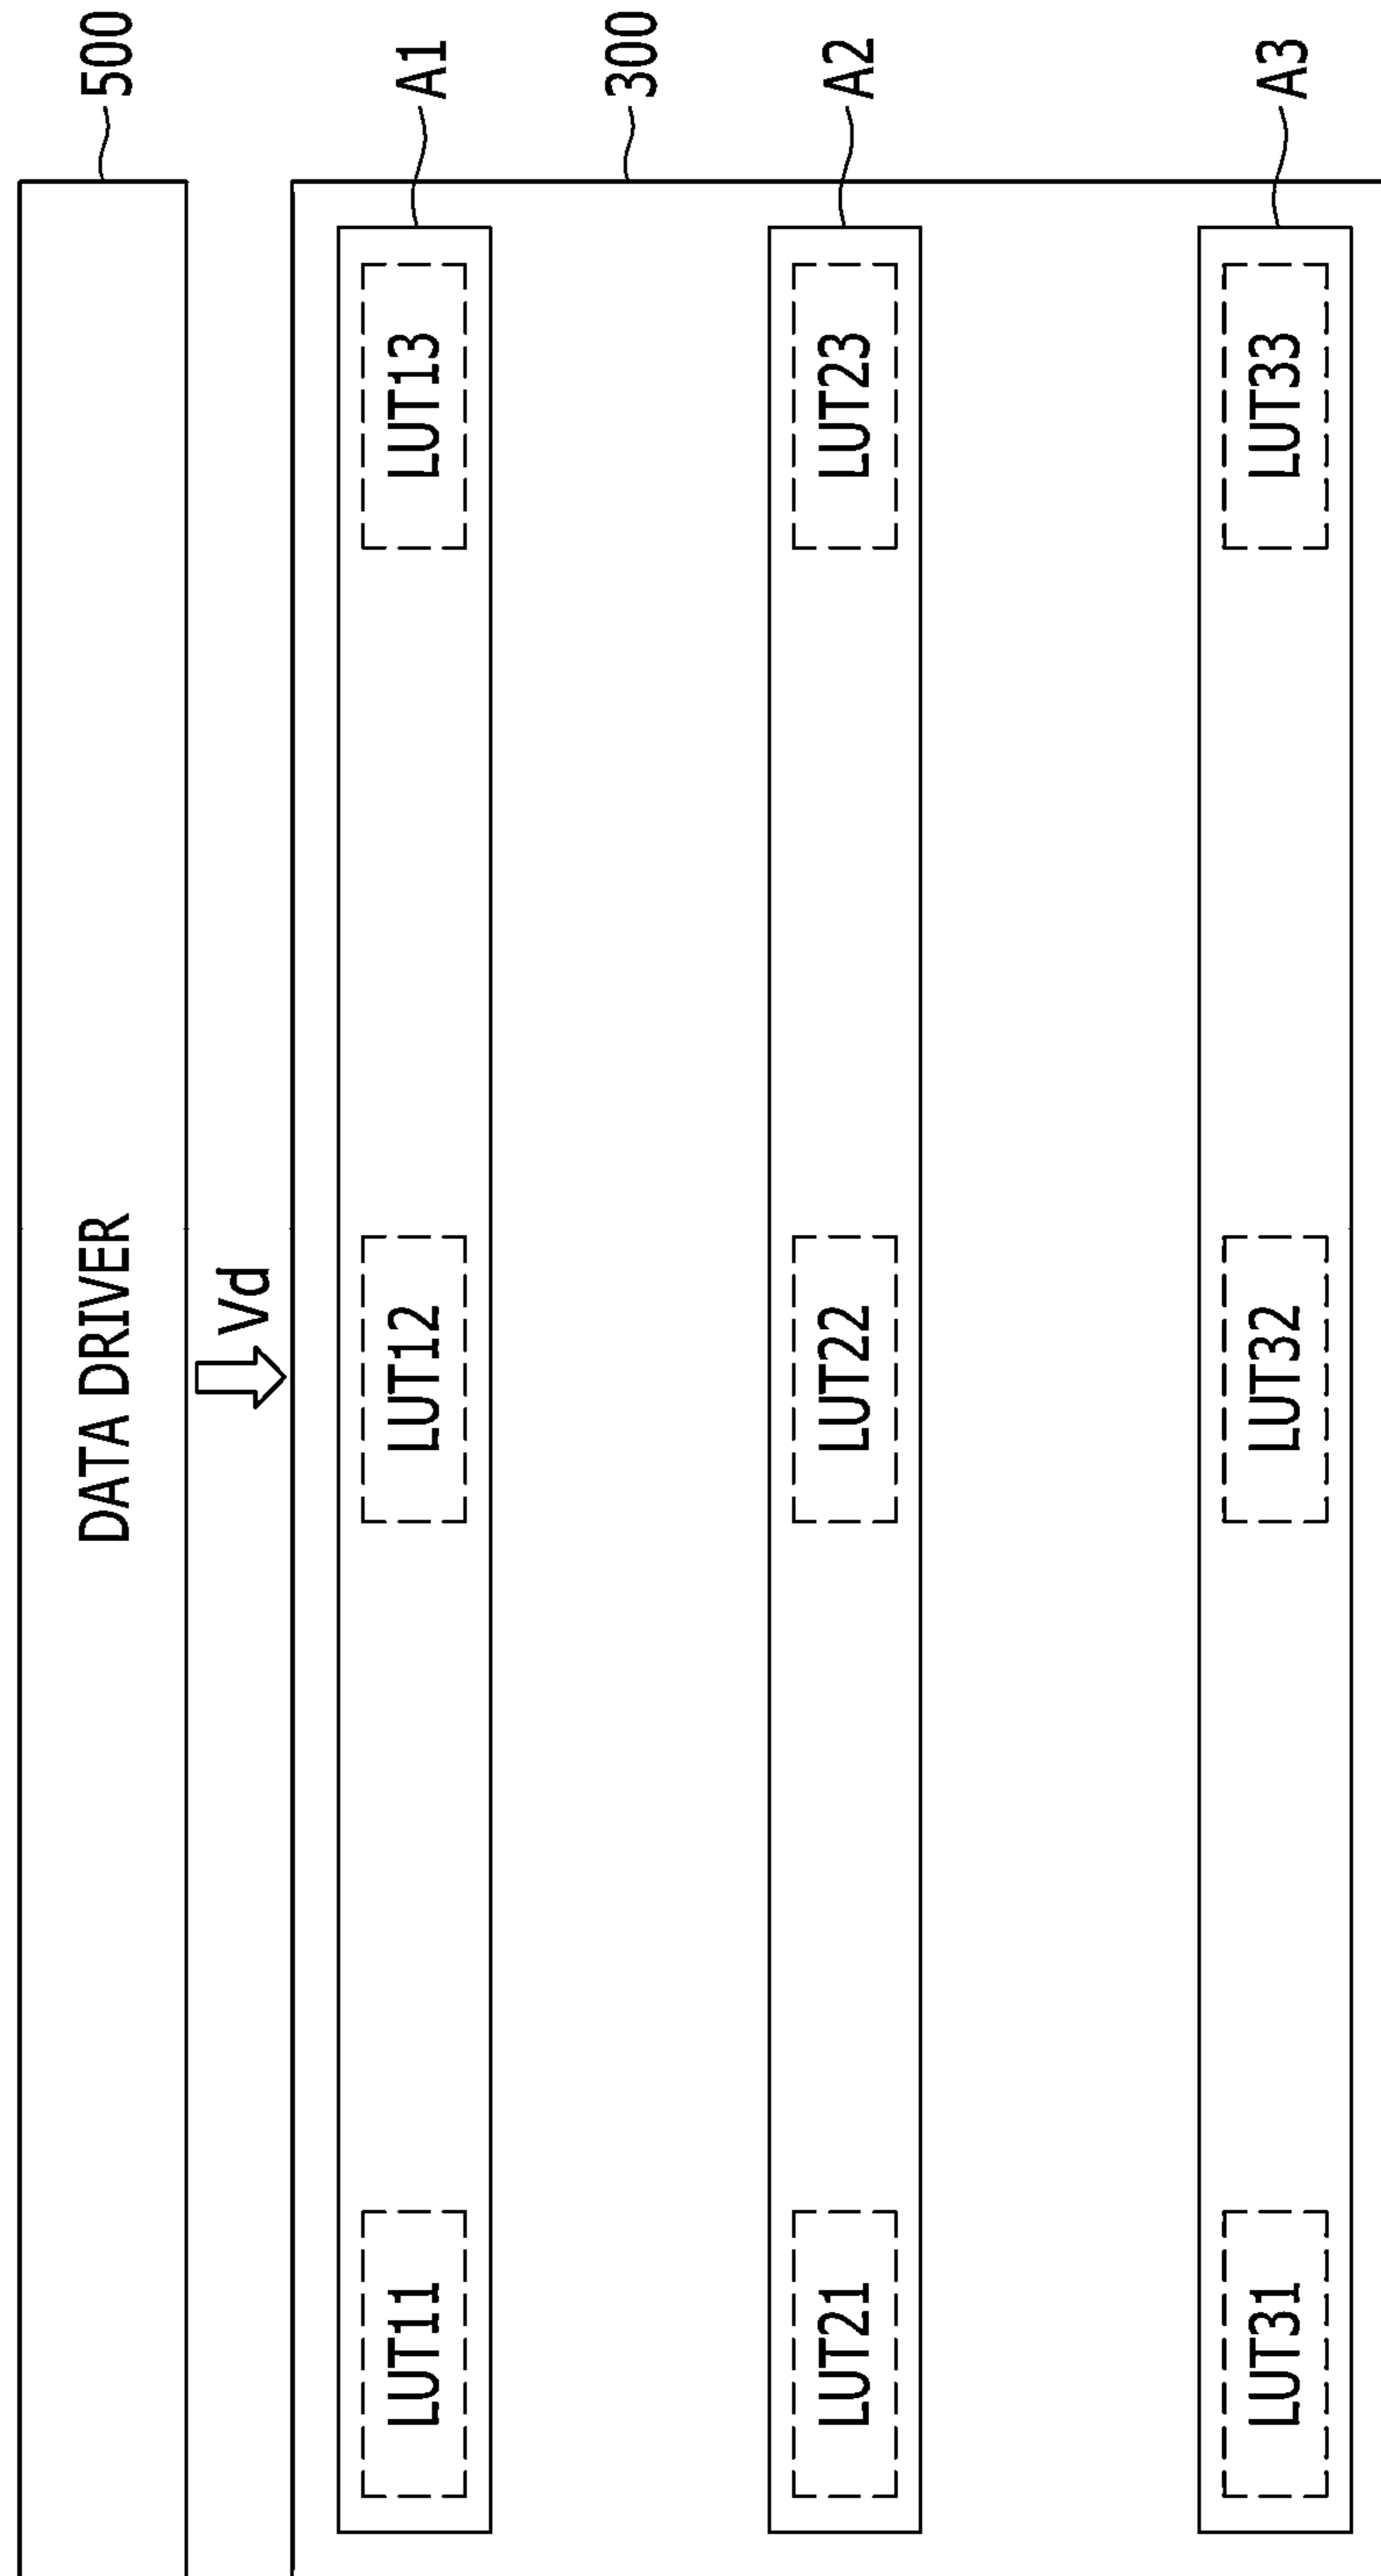 DATA DRIVER
500
Vd
LUT11
LUT12
LUT13
A1
300
LUT21
LUT22
LUT23
A2
LUT31
LUT32
LUT33
A3